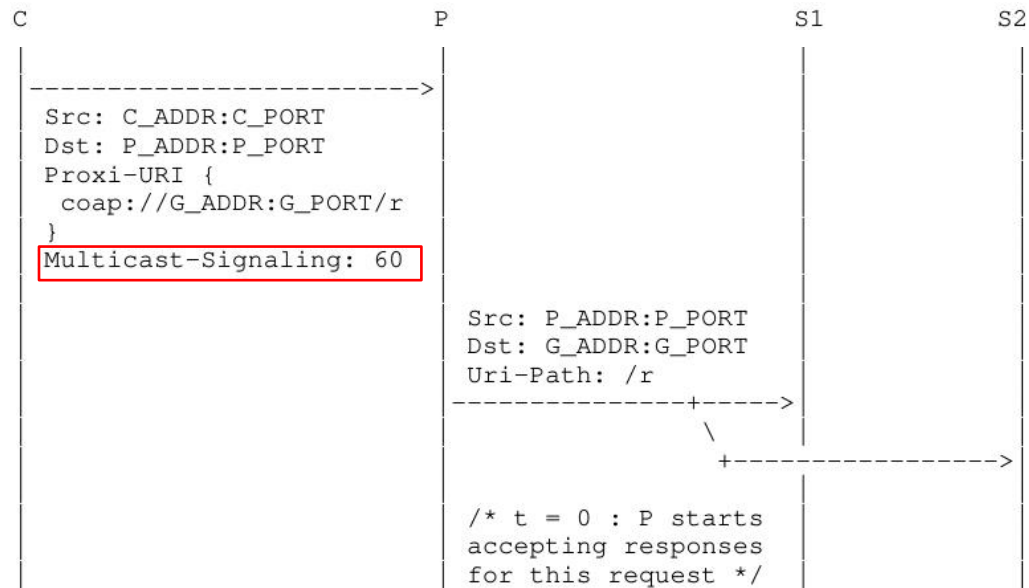 C P S1 S2
Src: C_ADDR:C_PORT
Dst: P_ADDR:P_PORT
Proxi-URI {
coap://G_ADDR:G_PORT/r
}
Multicast-Signaling: 60
Src: P_ADDR:P_PORT
Dst: G_ADDR:G_PORT
Uri-Path: /r
/* t = 0 : P starts
accepting responses
for this request */